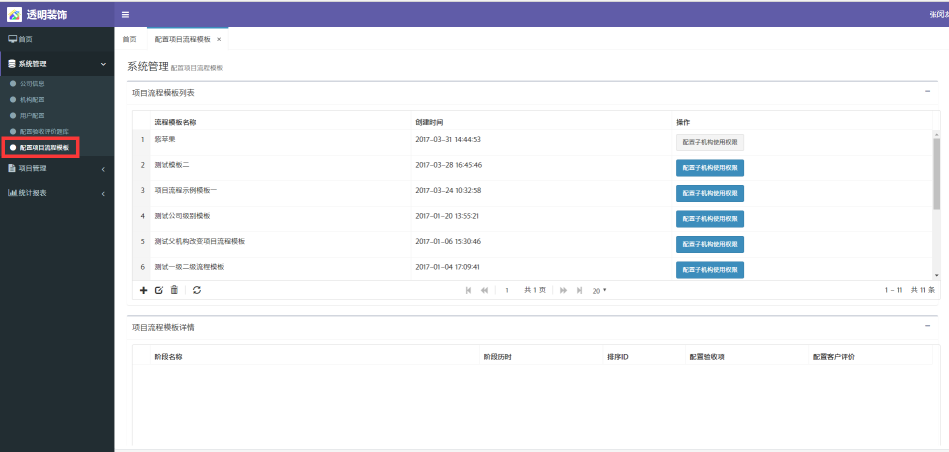 透明装饰
张闵龙
首页
系统管理
公司信息
机构配置
用户配置
配置验收评价题库
配置项目流程模板
项目管理
统计报表
首页 配置项目流程模板 ×
系统管理 配置项目流程模板
项目流程模板列表
流程模板名称 创建时间 操作
1 紫苹果 2017-03-31 14:44:53 配置子机构使用权限
2 测试模板二 2017-03-28 16:45:46 配置子机构使用权限
3 项目流程示例模板一 2017-03-24 10:32:58 配置子机构使用权限
4 测试公司级别模板 2017-01-20 13:55:21 配置子机构使用权限
5 测试父机构改变项目流程模板 2017-01-06 15:30:46 配置子机构使用权限
6 测试一级二级流程模板 2017-01-04 17:09:41 配置子机构使用权限
1 共 1 页 20 1 - 11 共 11 条
项目流程模板详情
阶段名称 阶段历时 排序ID 配置验收项 配置客户评价